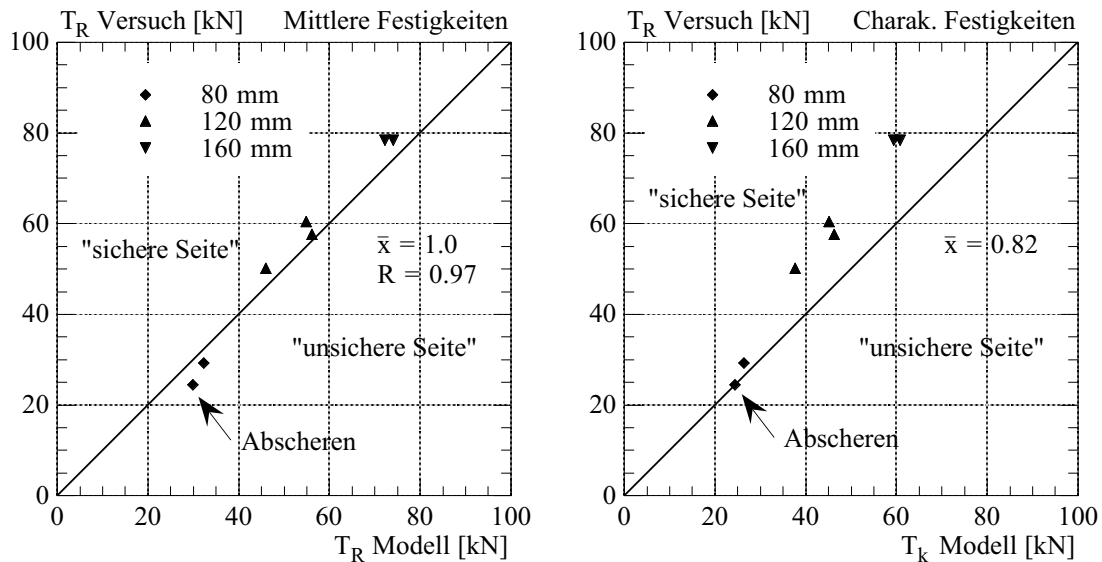 T_R Versuch [kN] Mittlere Festigkeiten
100
80 mm
120 mm
160 mm
80
60
"sichere Seite"
x̄ = 1.0
R = 0.97
40
"unsichere Seite"
20
Abscheren
0
0 20 40 60 80 100
T_R Modell [kN]
T_R Versuch [kN] Charak. Festigkeiten
100
80 mm
120 mm
160 mm
80
"sichere Seite"
60
x̄ = 0.82
40
"unsichere Seite"
20
Abscheren
0
0 20 40 60 80 100
T_k Modell [kN]